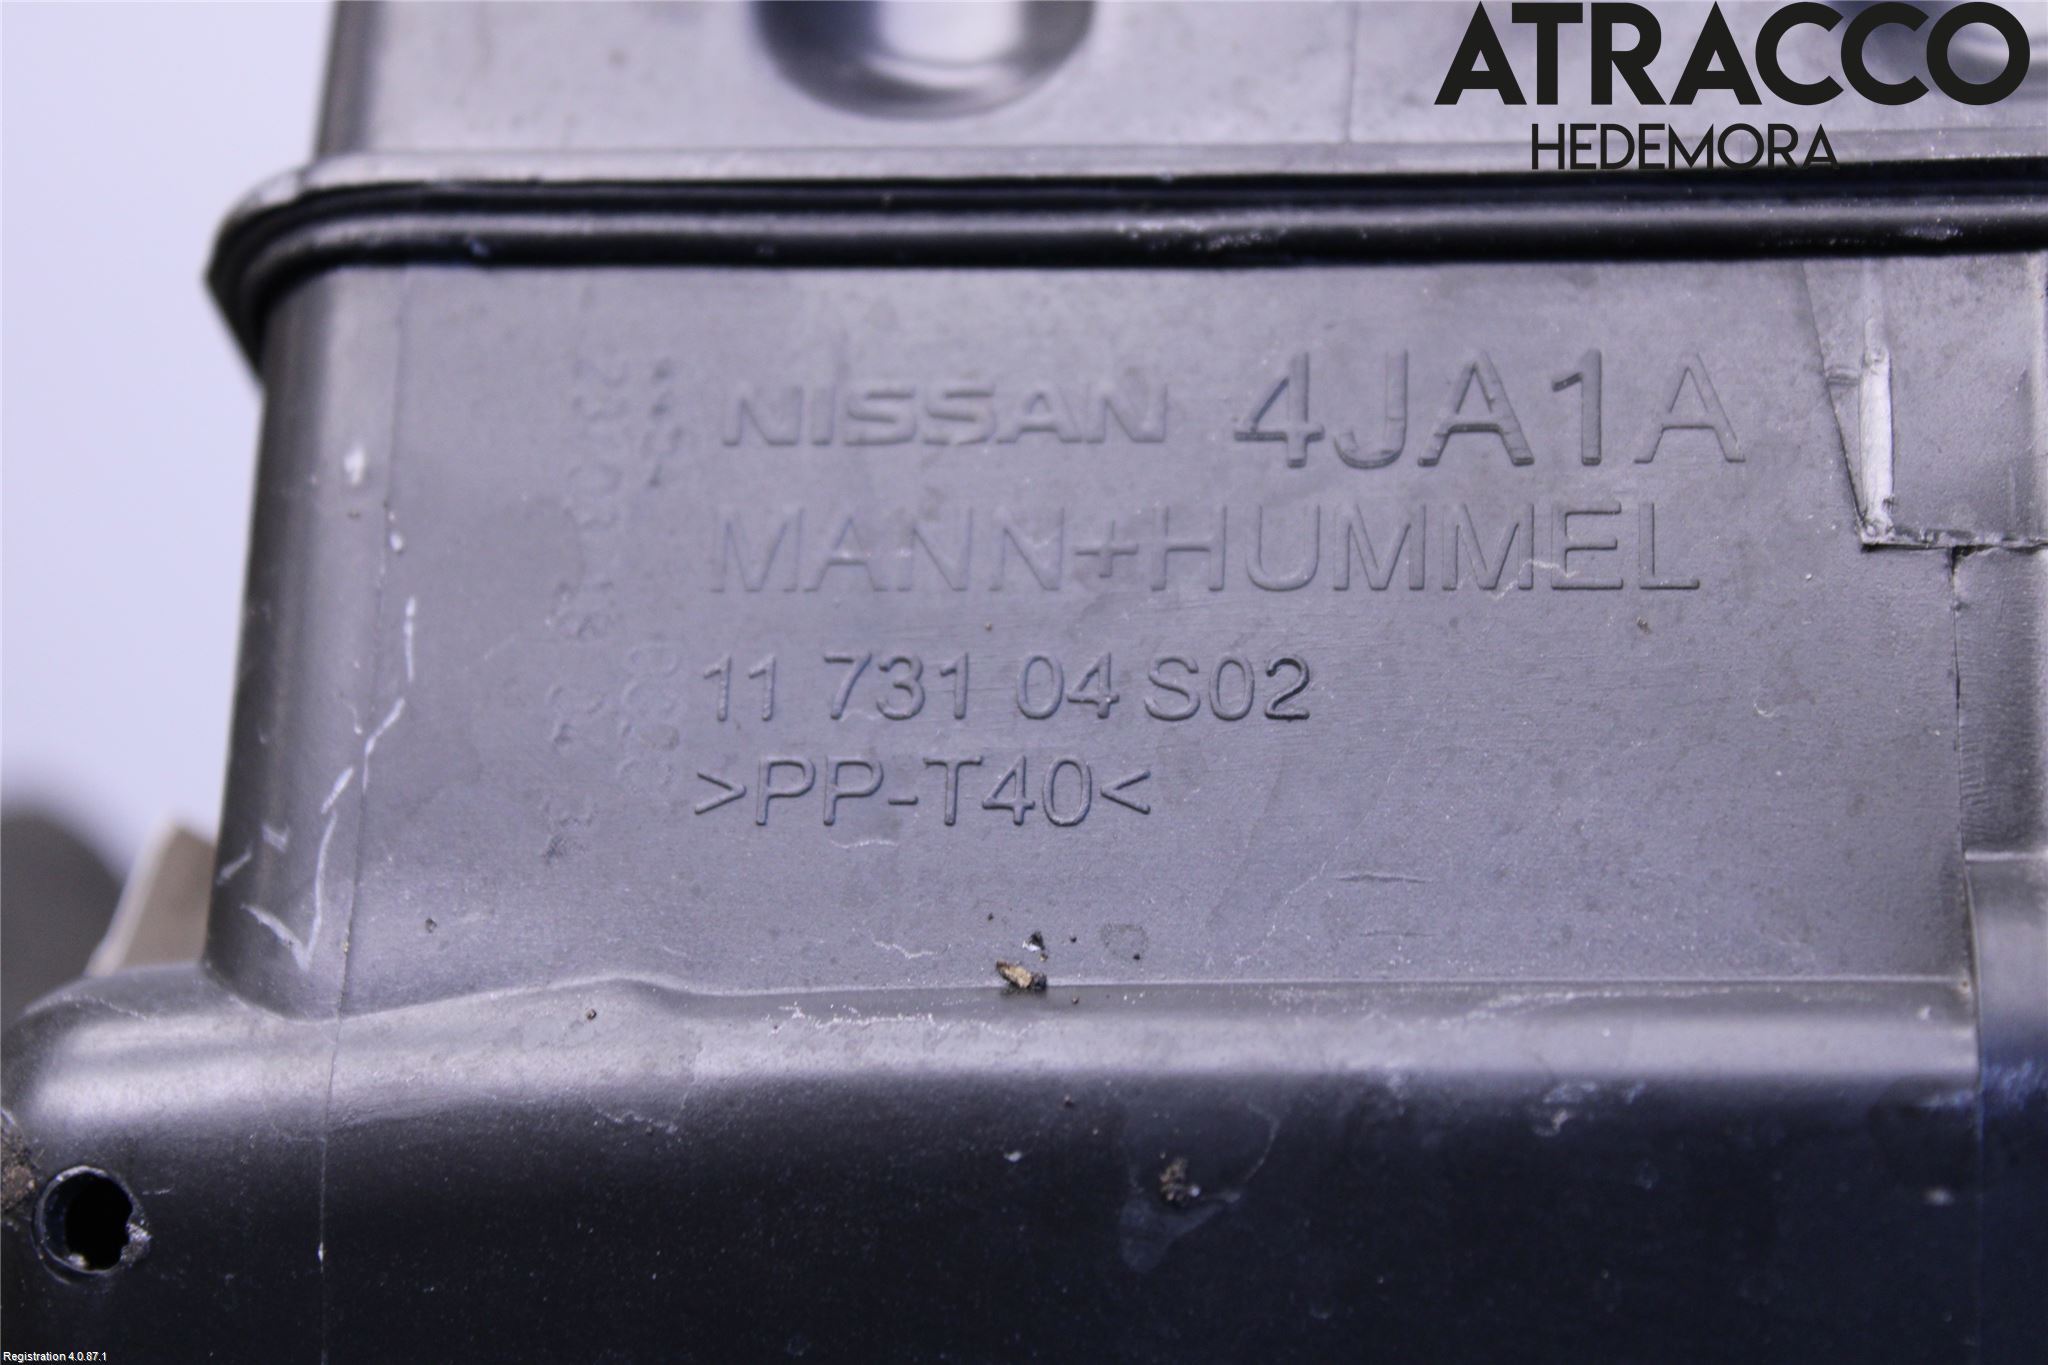 ATRACCO
HEDEMORA
NISSAN 4JA1A
MANN+HUMMEL
11 731 04 S02
>PP-T40<
Registration 4.0.87.1